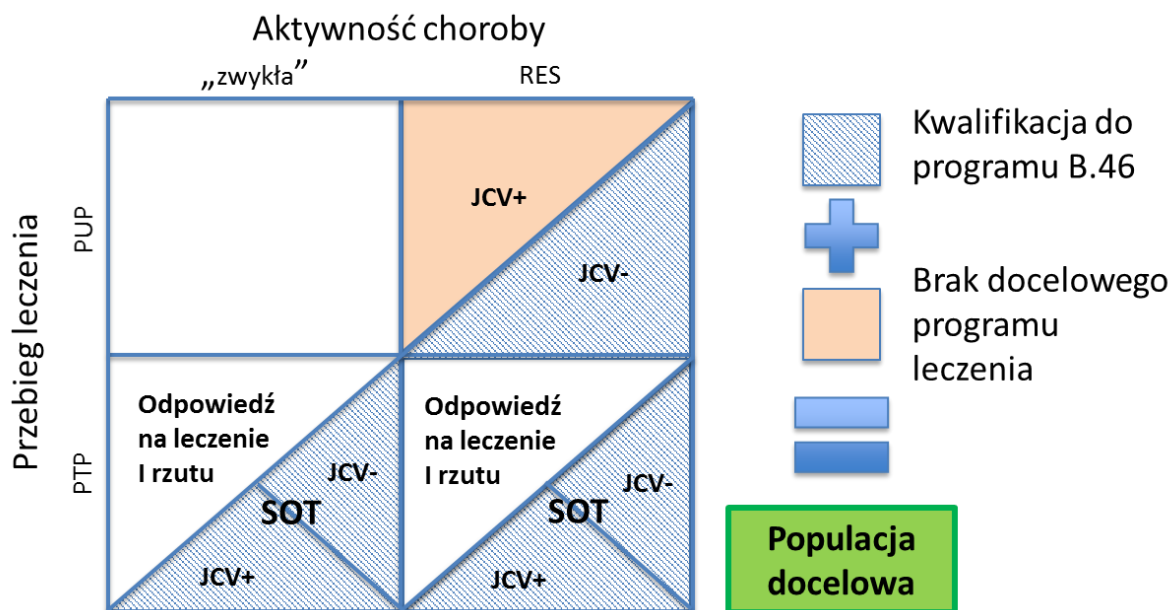 Aktywność choroby
„zwykła”
RES
Przebieg leczenia
PUP
JCV+
JCV-
PTP
Odpowiedź
na leczenie
I rzutu
JCV-
SOT
JCV+
Odpowiedź
na leczenie
I rzutu
JCV-
SOT
JCV+
Kwalifikacja do
programu B.46
Brak docelowego
programu
leczenia
Populacja
docelowa